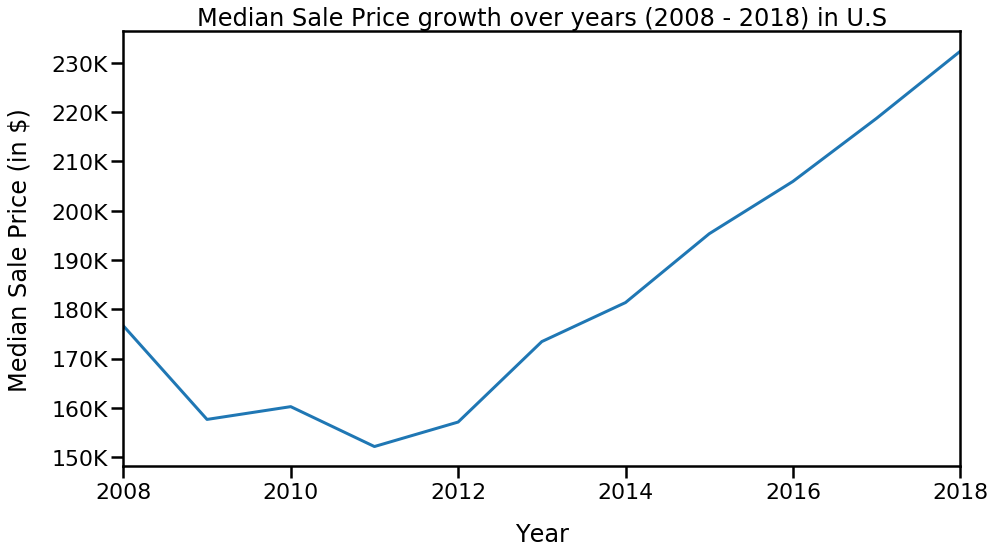 Median Sale Price growth over years (2008 - 2018) in U.S
Median Sale Price (in $)
230K
220K
210K
200K
190K
180K
170K
160K
150K
2008 2010 2012 2014 2016 2018
Year